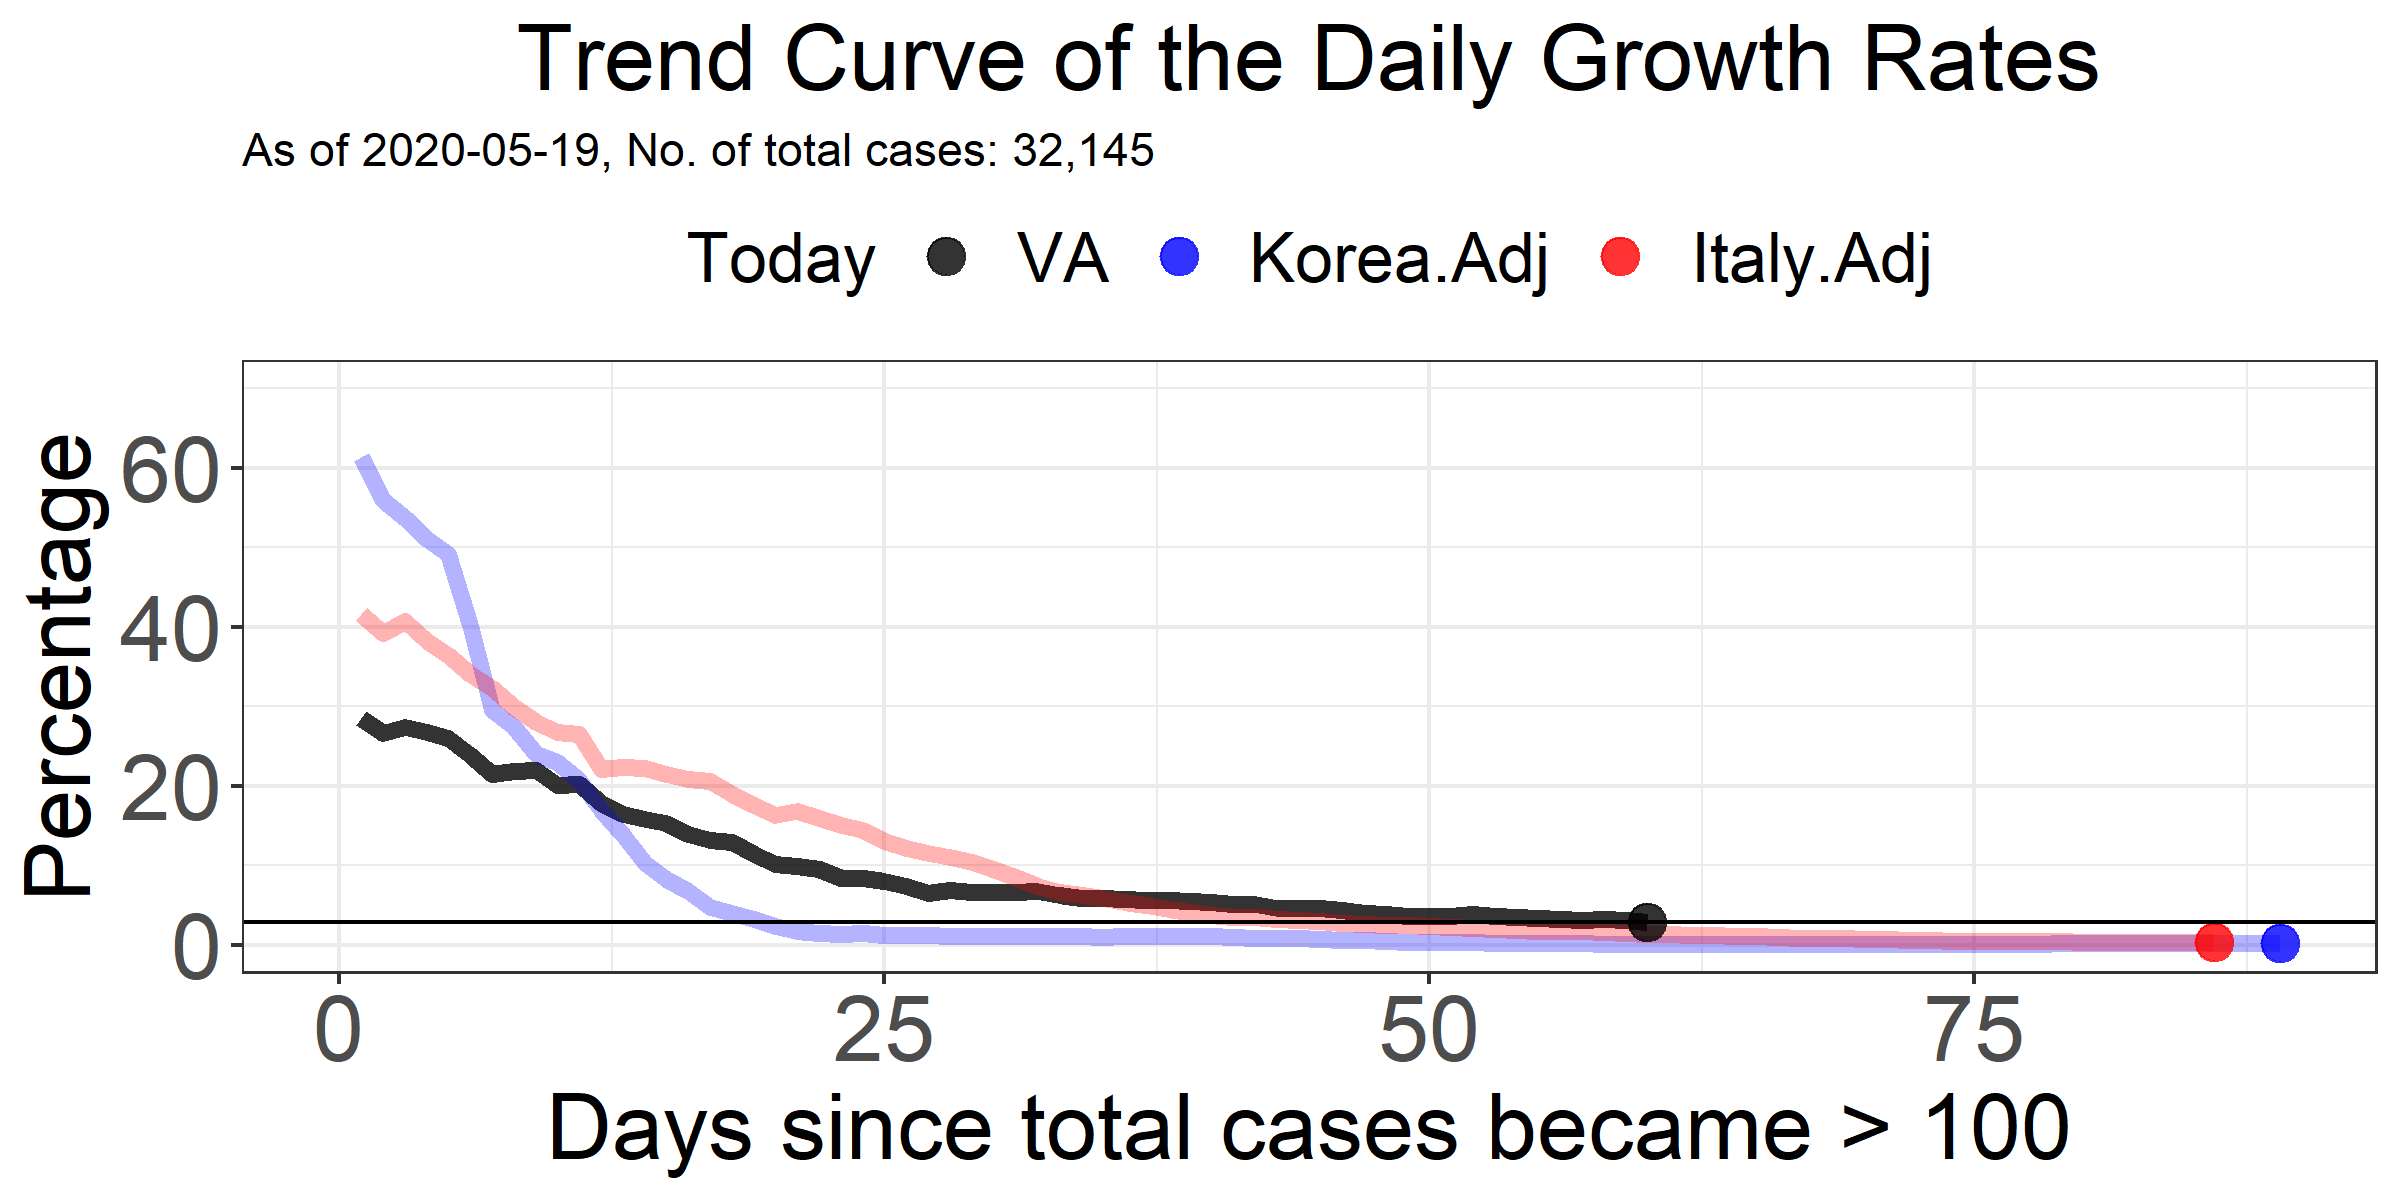 Trend Curve of the Daily Growth Rates
As of 2020-05-19, No. of total cases: 32,145
Today VA Korea.Adj Italy.Adj
Percentage
60
40
20
0
0 25 50 75
Days since total cases became > 100